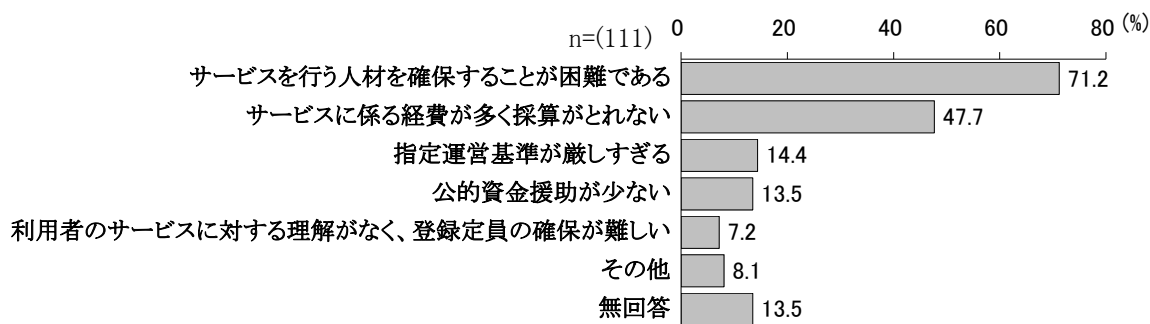 n=(111) 0 20 40 60 80 (%)
サービスを行う人材を確保することが困難である 71.2
サービスに係る経費が多く採算がとれない 47.7
指定運営基準が厳しすぎる 14.4
公的資金援助が少ない 13.5
利用者のサービスに対する理解がなく、登録定員の確保が難しい 7.2
その他 8.1
無回答 13.5